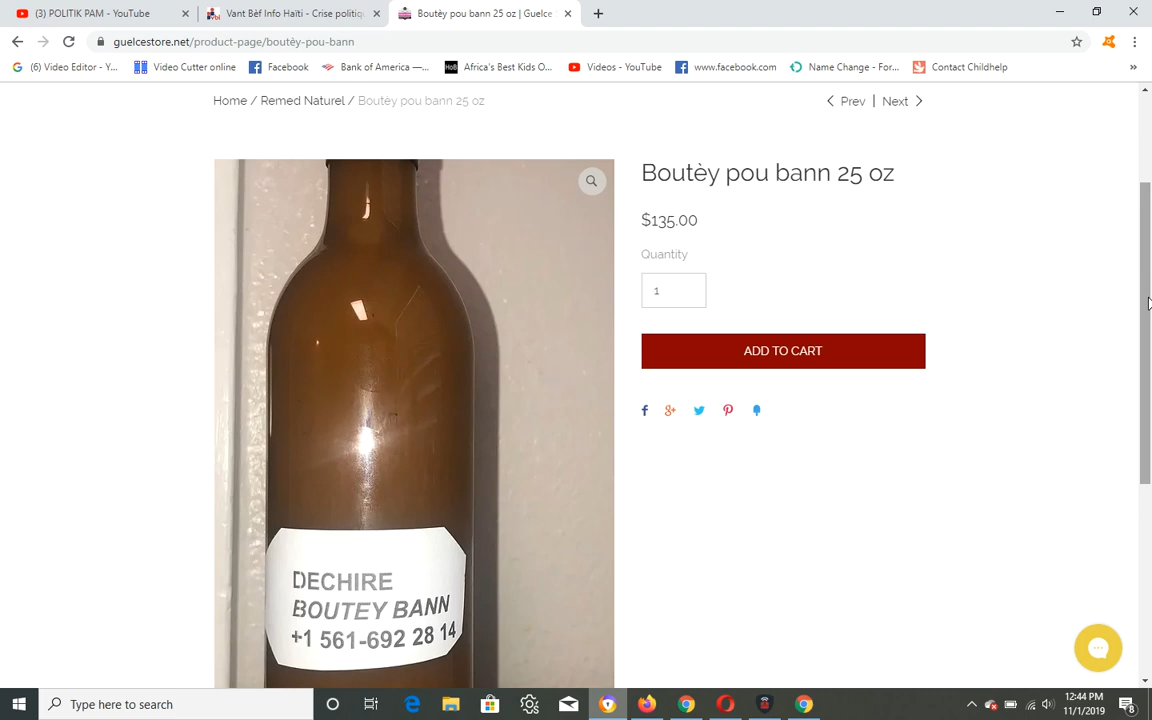 (3) POLITIK PAM - YouTube
Vant Bèf Info Haïti - Crise politiq
Boutèy pou bann 25 oz | Guelce
guelcestore.net/product-page/boutèy-pou-bann
(6) Video Editor - Y...
Video Cutter online
Facebook
Bank of America —...
Africa's Best Kids O...
Videos - YouTube
www.facebook.com
Name Change - For...
Contact Childhelp
»
Home / Remed Naturel / Boutèy pou bann 25 oz
Prev | Next
Boutèy pou bann 25 oz
$135.00
Quantity
1
ADD TO CART
DECHIRE
BOUTEY BANN
+1 561-692 28 14
Type here to search
12:44 PM
11/1/2019
8